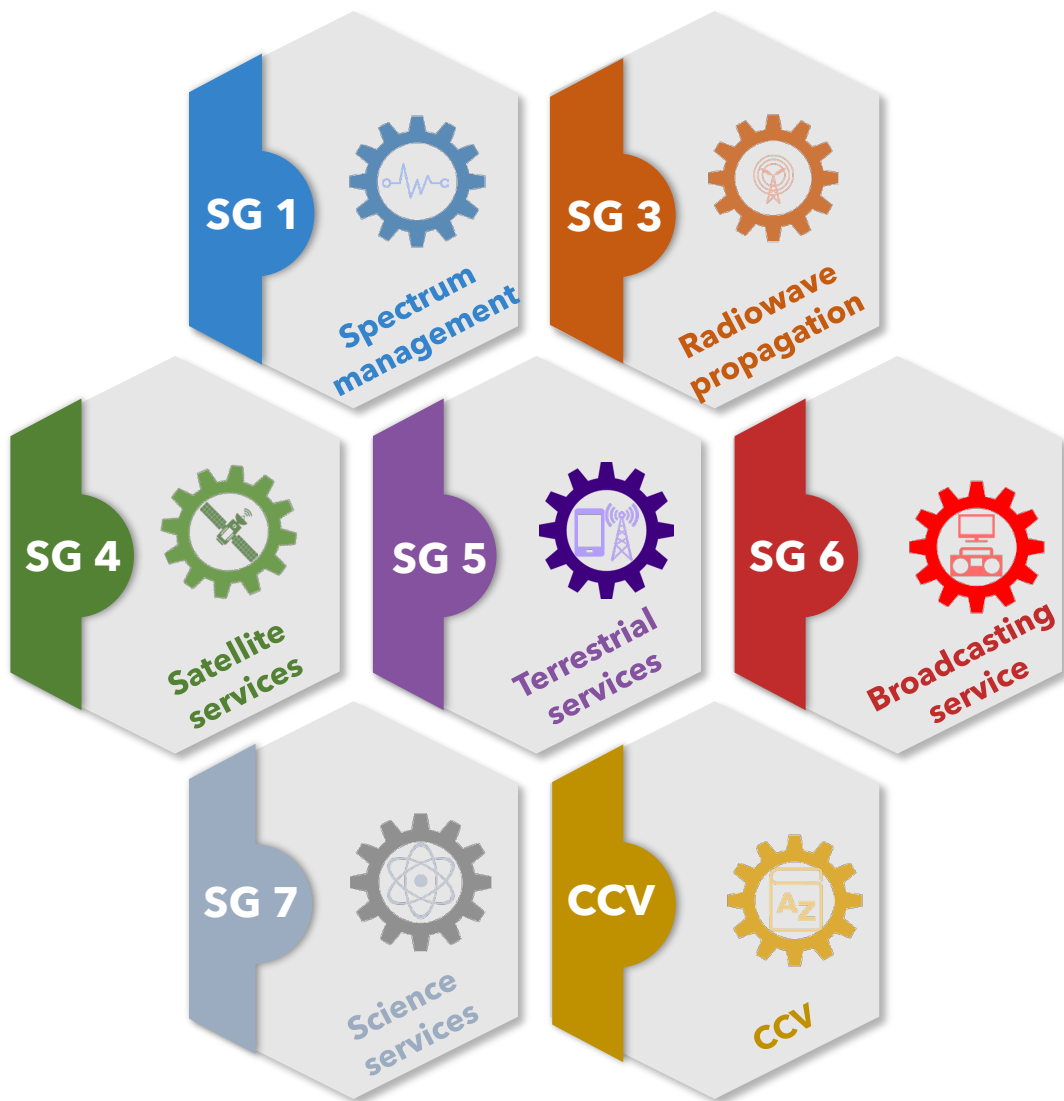 SG 1
Spectrum
management
SG 3
Radiowave
propagation
SG 4
Satellite
services
SG 5
Terrestrial
services
SG 6
Broadcasting
service
SG 7
Science
services
CCV
AZ
CCV